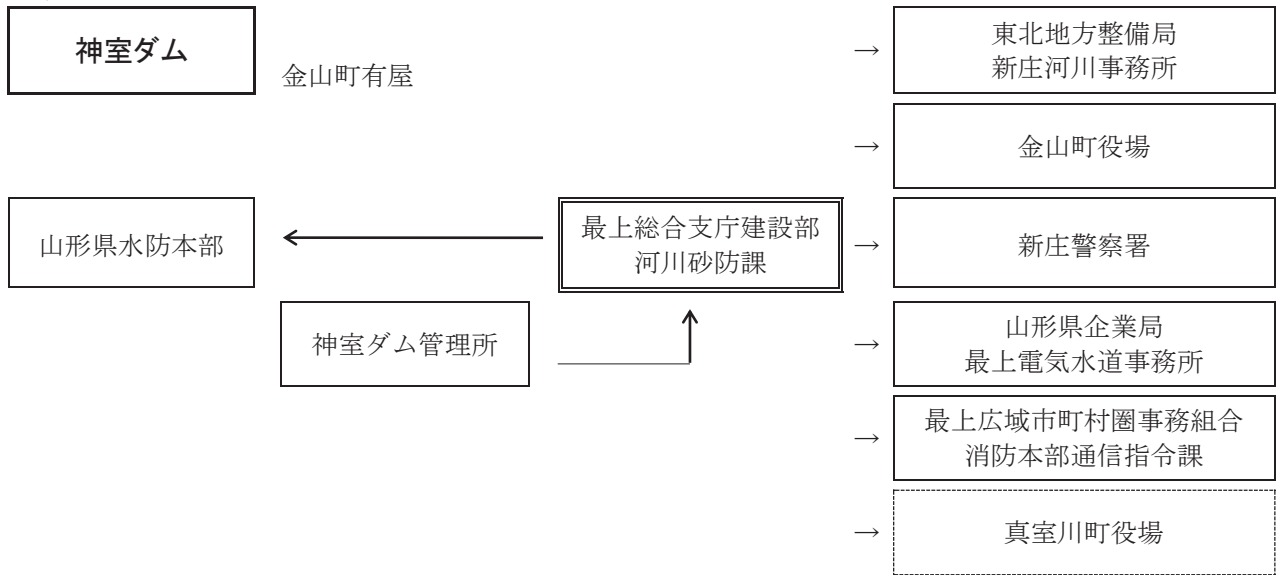 神室ダム
金山町有屋
→
東北地方整備局
新庄河川事務所
→
金山町役場
山形県水防本部
最上総合支庁建設部
河川砂防課
→
新庄警察署
神室ダム管理所
→
山形県企業局
最上電気水道事務所
→
最上広域市町村圏事務組合
消防本部通信指令課
→
真室川町役場